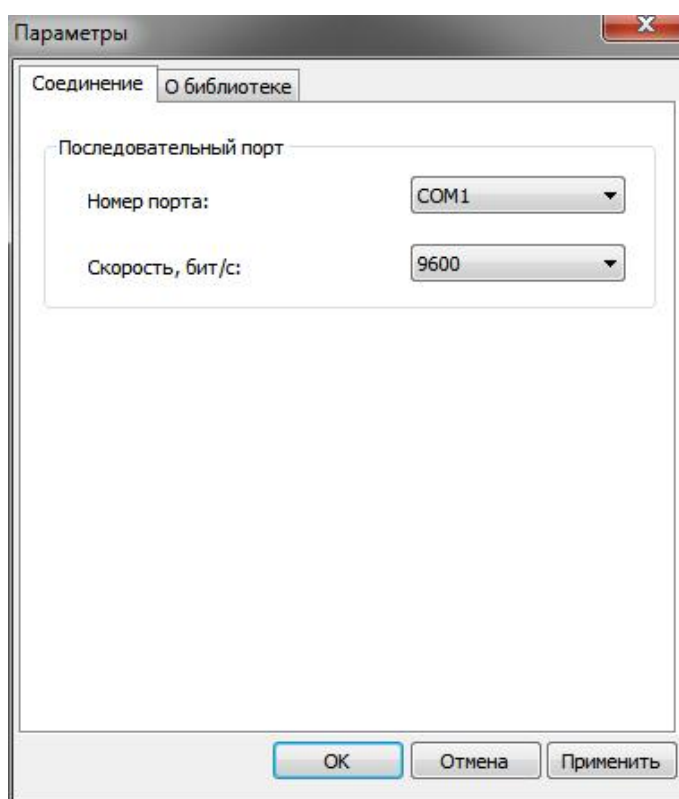 Параметры
Соединение О библиотеке
Последовательный порт
Номер порта: COM1
Скорость, бит/с: 9600
OK Отмена Применить